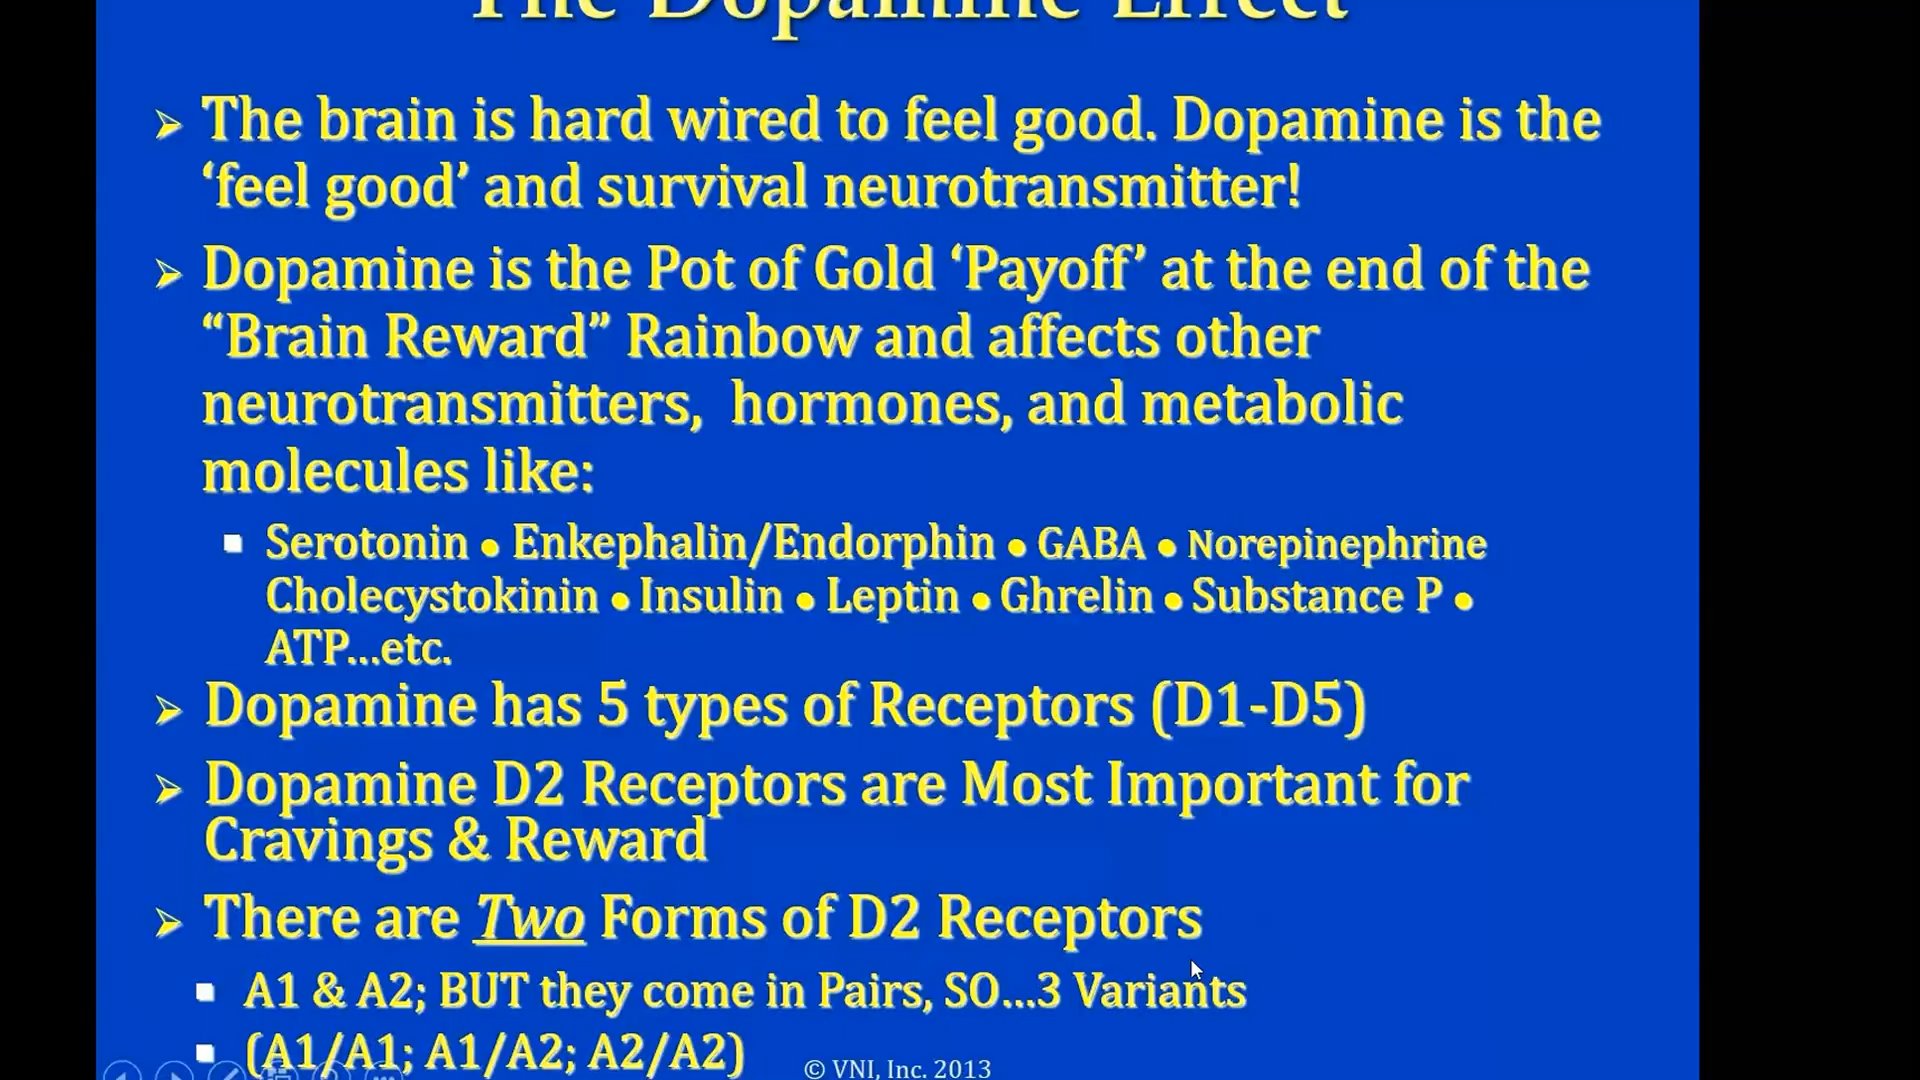 The Dopamine Effect
➢ The brain is hard wired to feel good. Dopamine is the
‘feel good’ and survival neurotransmitter!
➢ Dopamine is the Pot of Gold ‘Payoff’ at the end of the
“Brain Reward” Rainbow and affects other
neurotransmitters,  hormones, and metabolic
molecules like:
▪ Serotonin ● Enkephalin/Endorphin ● GABA ● Norepinephrine
Cholecystokinin ● Insulin ● Leptin ● Ghrelin ● Substance P ●
ATP...etc.
➢ Dopamine has 5 types of Receptors (D1-D5)
➢ Dopamine D2 Receptors are Most Important for
Cravings & Reward
➢ There are Two Forms of D2 Receptors
▪ A1 & A2; BUT they come in Pairs, SO...3 Variants
▪ (A1/A1; A1/A2; A2/A2)
© VNI, Inc. 2013